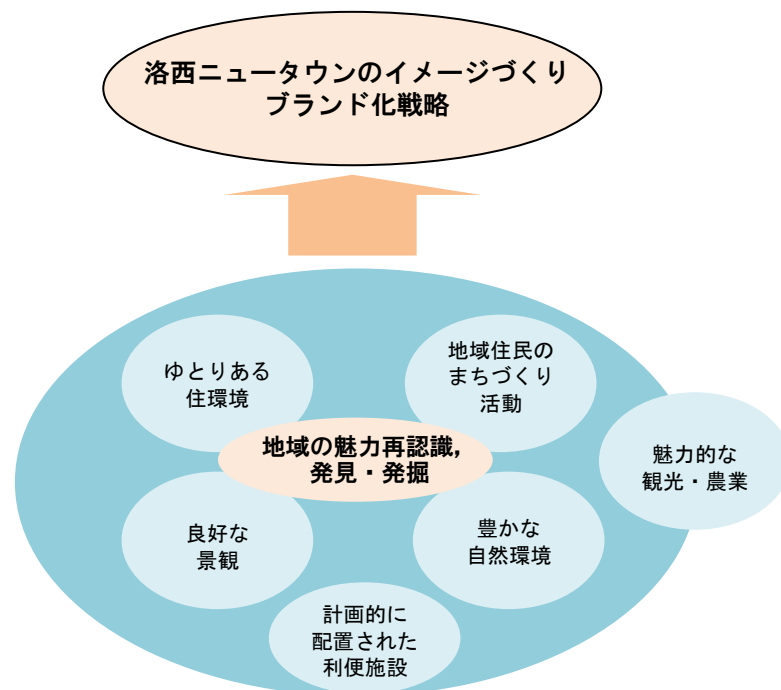 洛西ニュータウンのイメージづくり
ブランド化戦略
ゆとりある
住環境
地域住民の
まちづくり
活動
地域の魅力再認識,
発見・発掘
魅力的な
観光・農業
良好な
景観
豊かな
自然環境
計画的に
配置された
利便施設